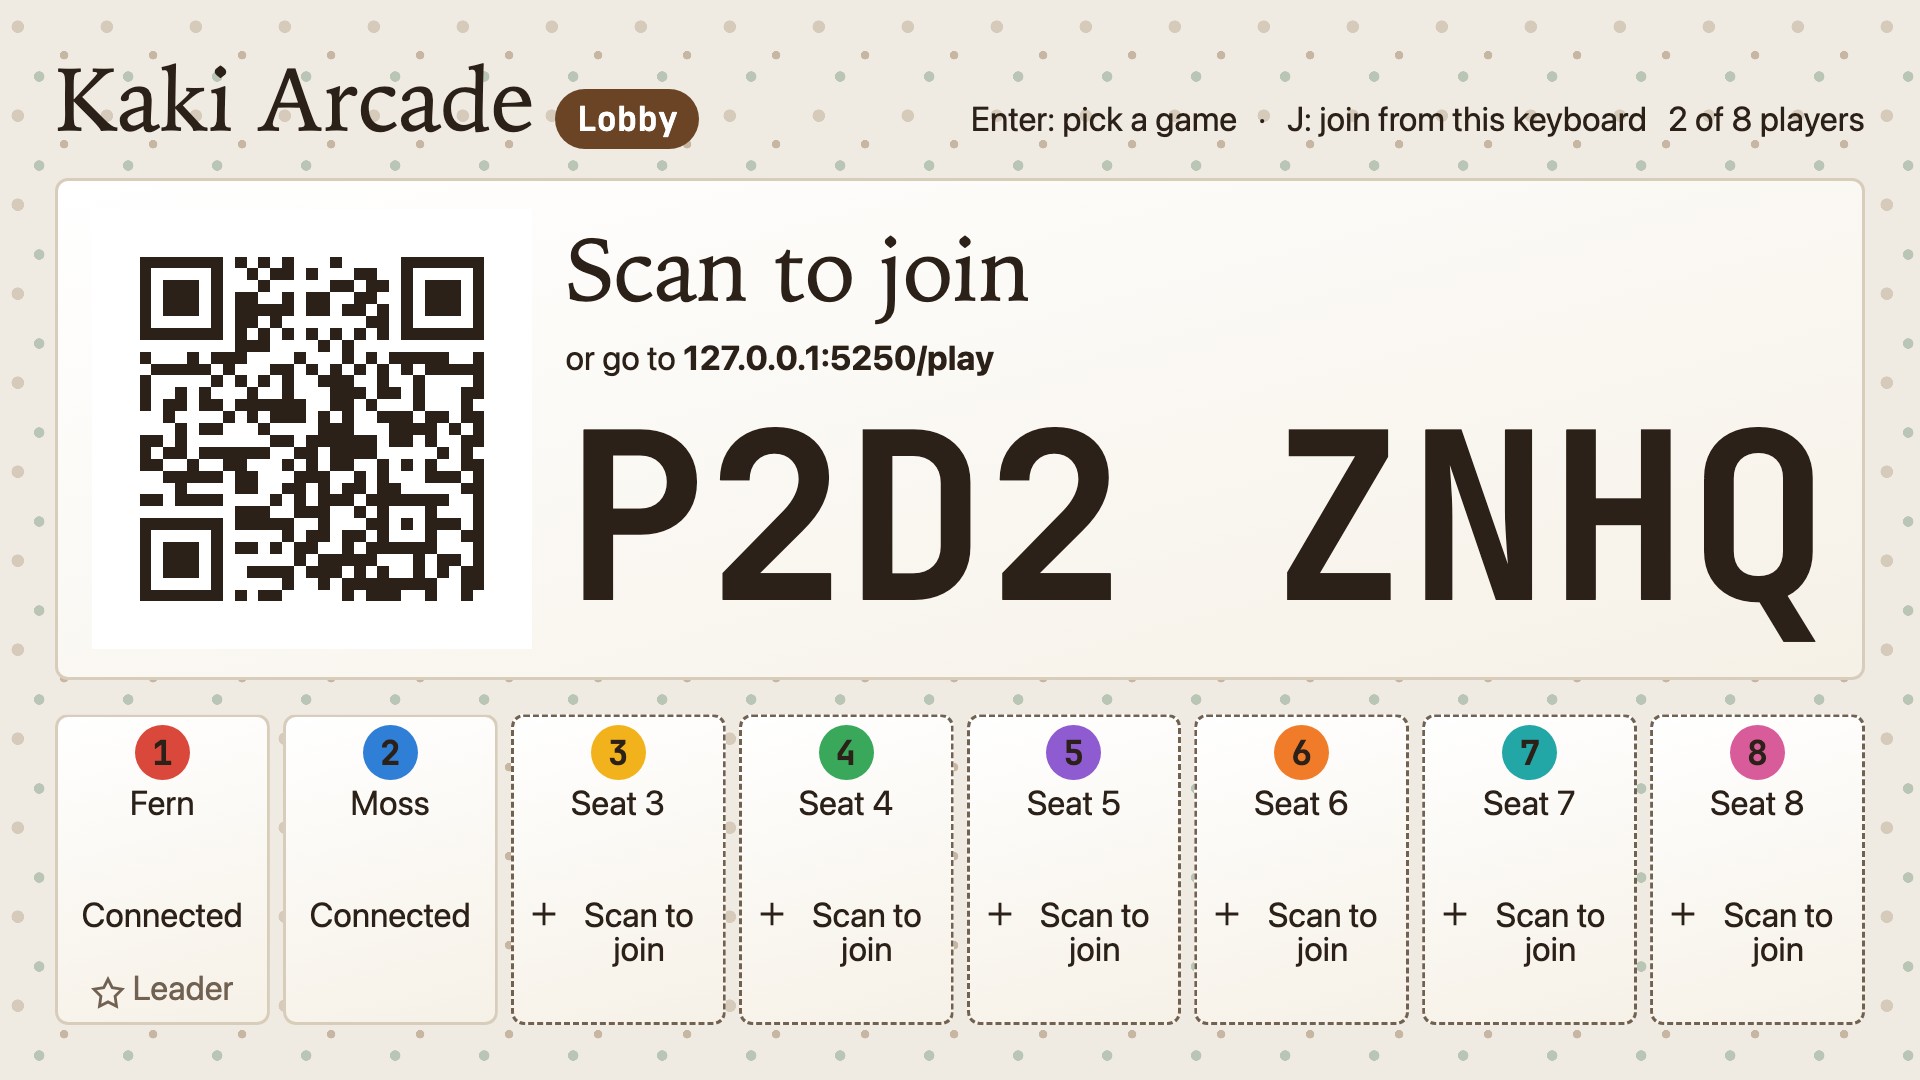 Kaki Arcade
Lobby
Enter: pick a game · J: join from this keyboard
2 of 8 players
Scan to join
or go to 127.0.0.1:5250/play
P2D2 ZNHQ
1
Fern
Connected
Leader
2
Moss
Connected
3
Seat 3
+ Scan to
join
4
Seat 4
+ Scan to
join
5
Seat 5
+ Scan to
join
6
Seat 6
+ Scan to
join
7
Seat 7
+ Scan to
join
8
Seat 8
+ Scan to
join